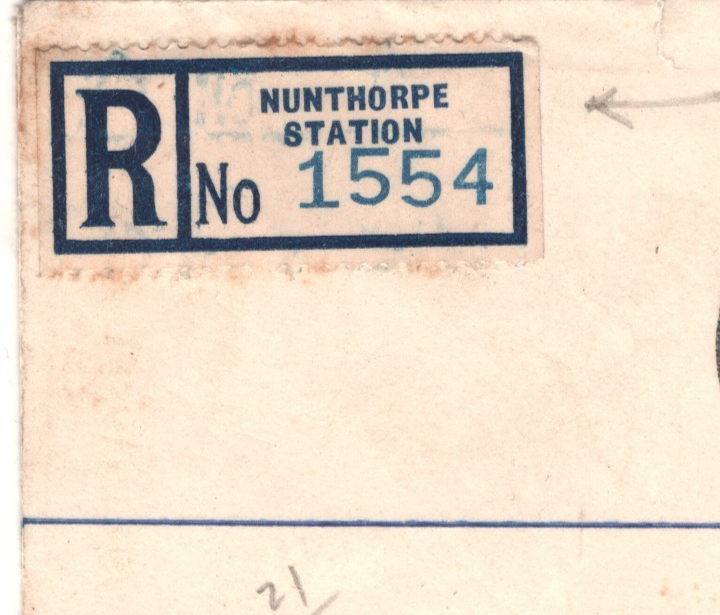 R
NUNTHORPE
STATION
No 1554
21